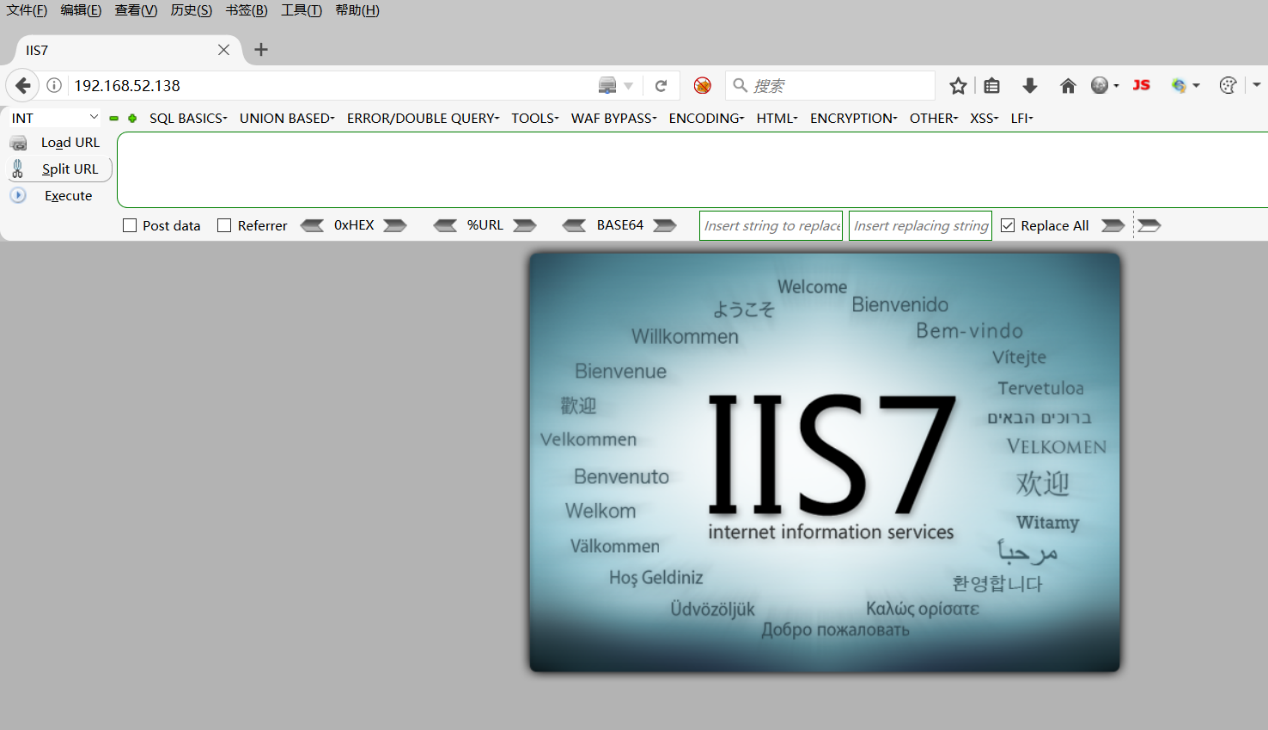 文件(F) 编辑(E) 查看(V) 历史(S) 书签(B) 工具(T) 帮助(H)
IIS7
192.168.52.138 搜索 JS
INT SQL BASICS UNION BASED ERROR/DOUBLE QUERY TOOLS WAF BYPASS ENCODING HTML ENCRYPTION OTHER XSS LFI
Load URL
Split URL
Execute
Post data Referrer 0xHEX %URL BASE64 Insert string to replace Insert replacing string Replace All
Welcome
ようこそ Bienvenido
Willkommen Bem-vindo
Bienvenue Vítejte
歡迎 Tervetuloa
ברוכים הבאים
Velkommen VELKOMEN
Benvenuto 欢迎
Welkom Witamy
Välkommen مرحباً
Hoş Geldiniz 환영합니다
Üdvözöljük Καλώς ορίσατε
Добро пожаловать
IIS7
internet information services